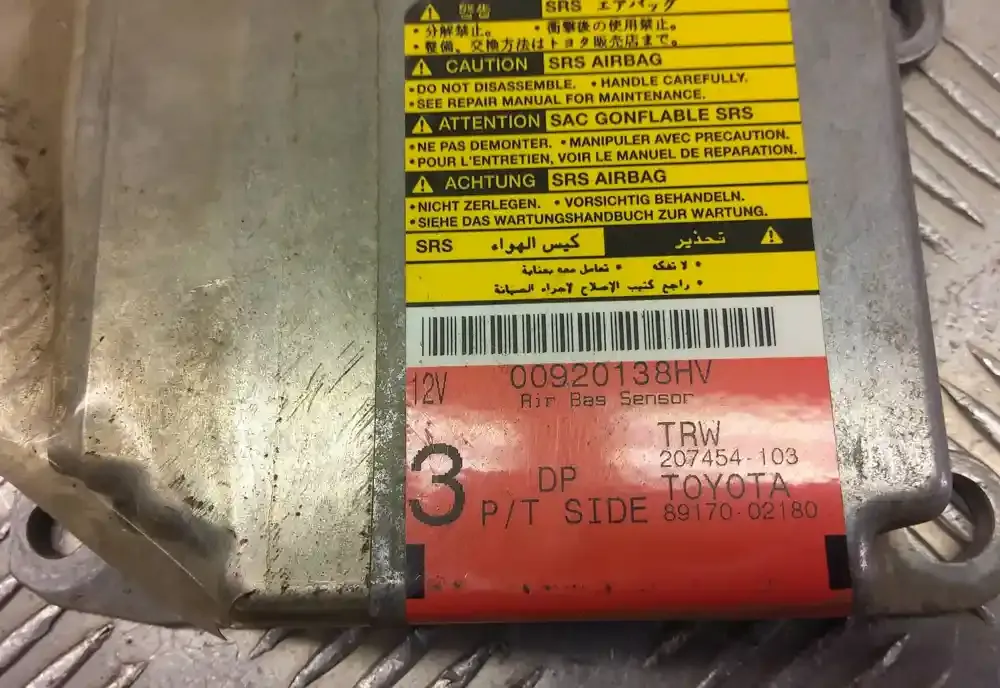 ⚠ 警告 SRS エアバッグ
・分解禁止。 ・衝撃後の使用禁止。
・整備、交換方法はトヨタ販売店まで。
⚠ CAUTION SRS AIRBAG
•DO NOT DISASSEMBLE. •HANDLE CAREFULLY.
•SEE REPAIR MANUAL FOR MAINTENANCE.
⚠ ATTENTION SAC GONFLABLE SRS
•NE PAS DEMONTER. •MANIPULER AVEC PRECAUTION.
•POUR L'ENTRETIEN, VOIR LE MANUEL DE REPARATION.
⚠ ACHTUNG SRS AIRBAG
•NICHT ZERLEGEN. •VORSICHTIG BEHANDELN.
•SIEHE DAS WARTUNGSHANDBUCH ZUR WARTUNG.
⚠ تحذير كيس الهواء SRS
• لا تفكه • تعامل معه بعناية
• راجع كتيب الإصلاح لإجراء الصيانة
12V 00920138HV
Air Bag Sensor
TRW
207454-103
3 DP TOYOTA
P/T SIDE 89170-02180